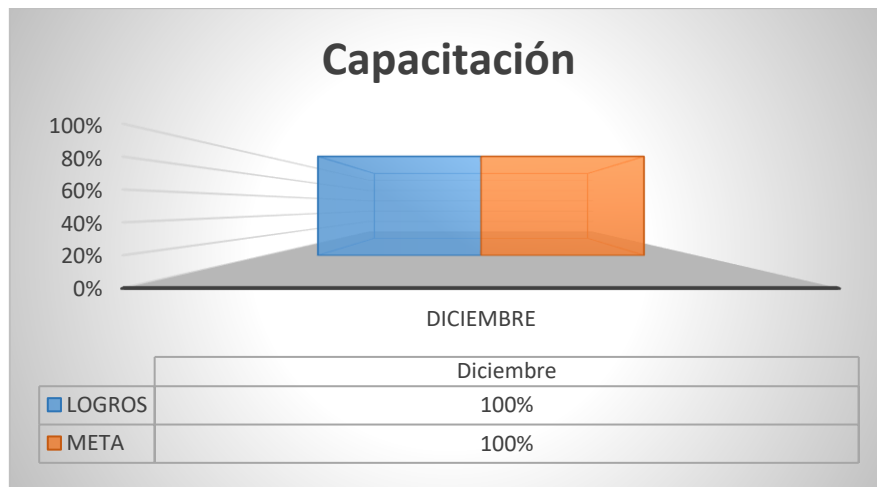 Capacitación
100%
80%
60%
40%
20%
0%
DICIEMBRE
Diciembre
LOGROS 100%
META 100%